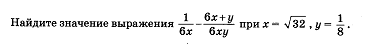 Найдите значение выражения 1/6x - 6x+y/6xy при x = √32 , y = 1/8 .